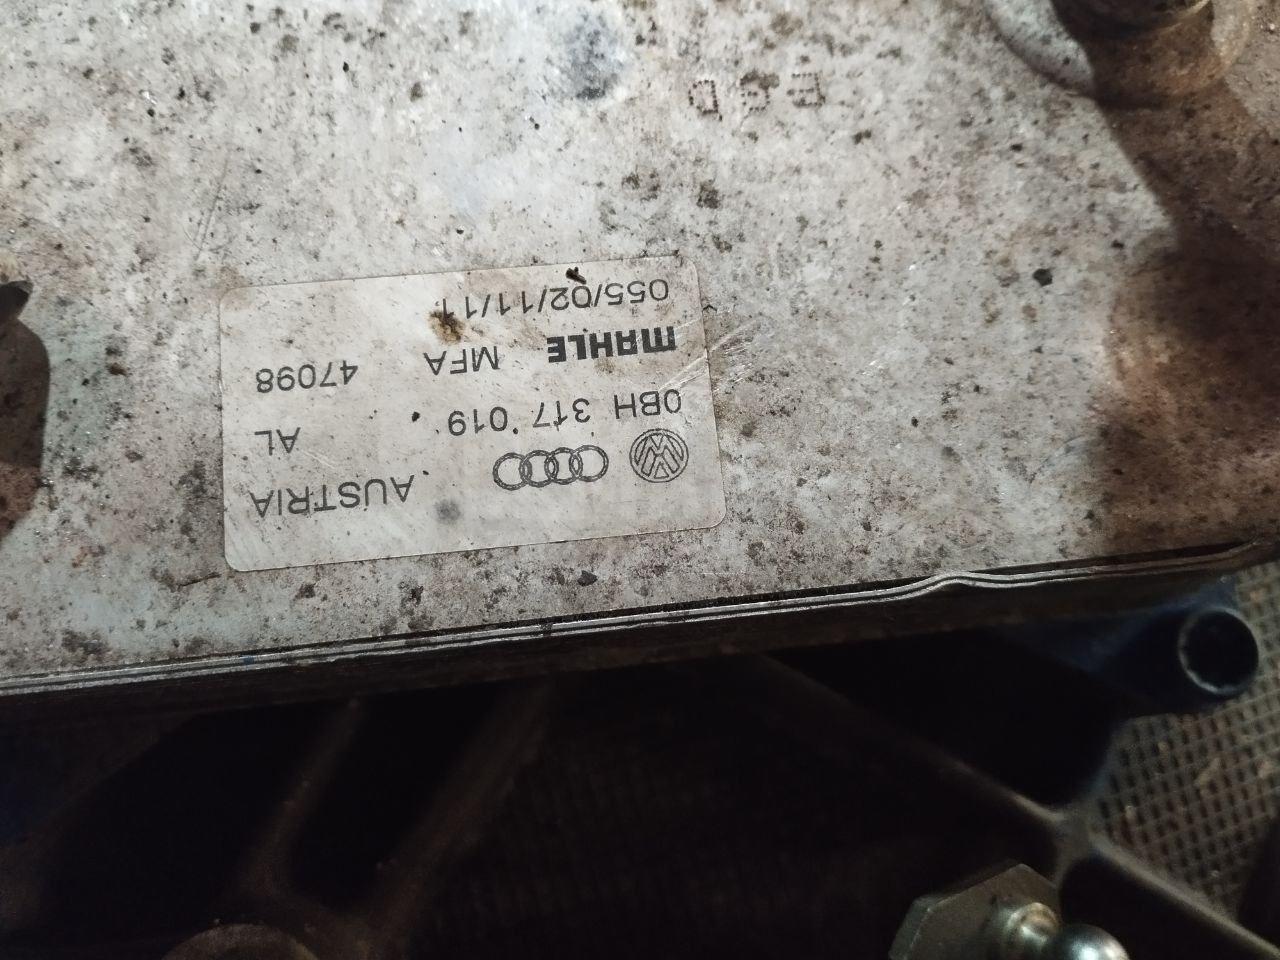 AUSTRIA
0BH 317 019 AL
MAHLE MFA 47098
055/02/11/11